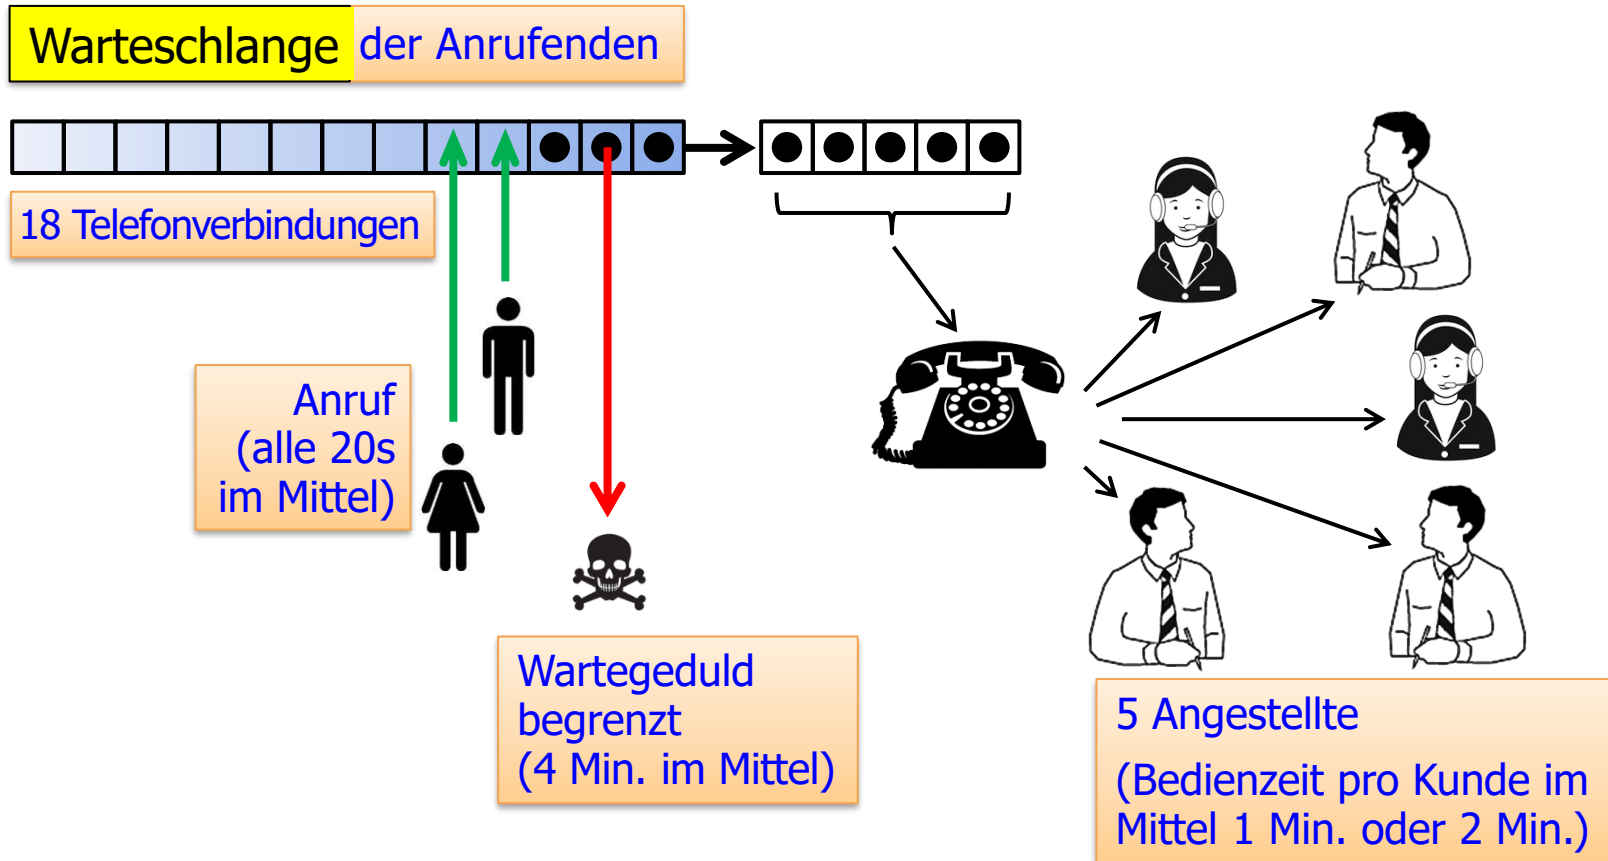 Warteschlange der Anrufenden
18 Telefonverbindungen
Anruf
(alle 20s
im Mittel)
Wartegeduld
begrenzt
(4 Min. im Mittel)
5 Angestellte
(Bedienzeit pro Kunde im
Mittel 1 Min. oder 2 Min.)